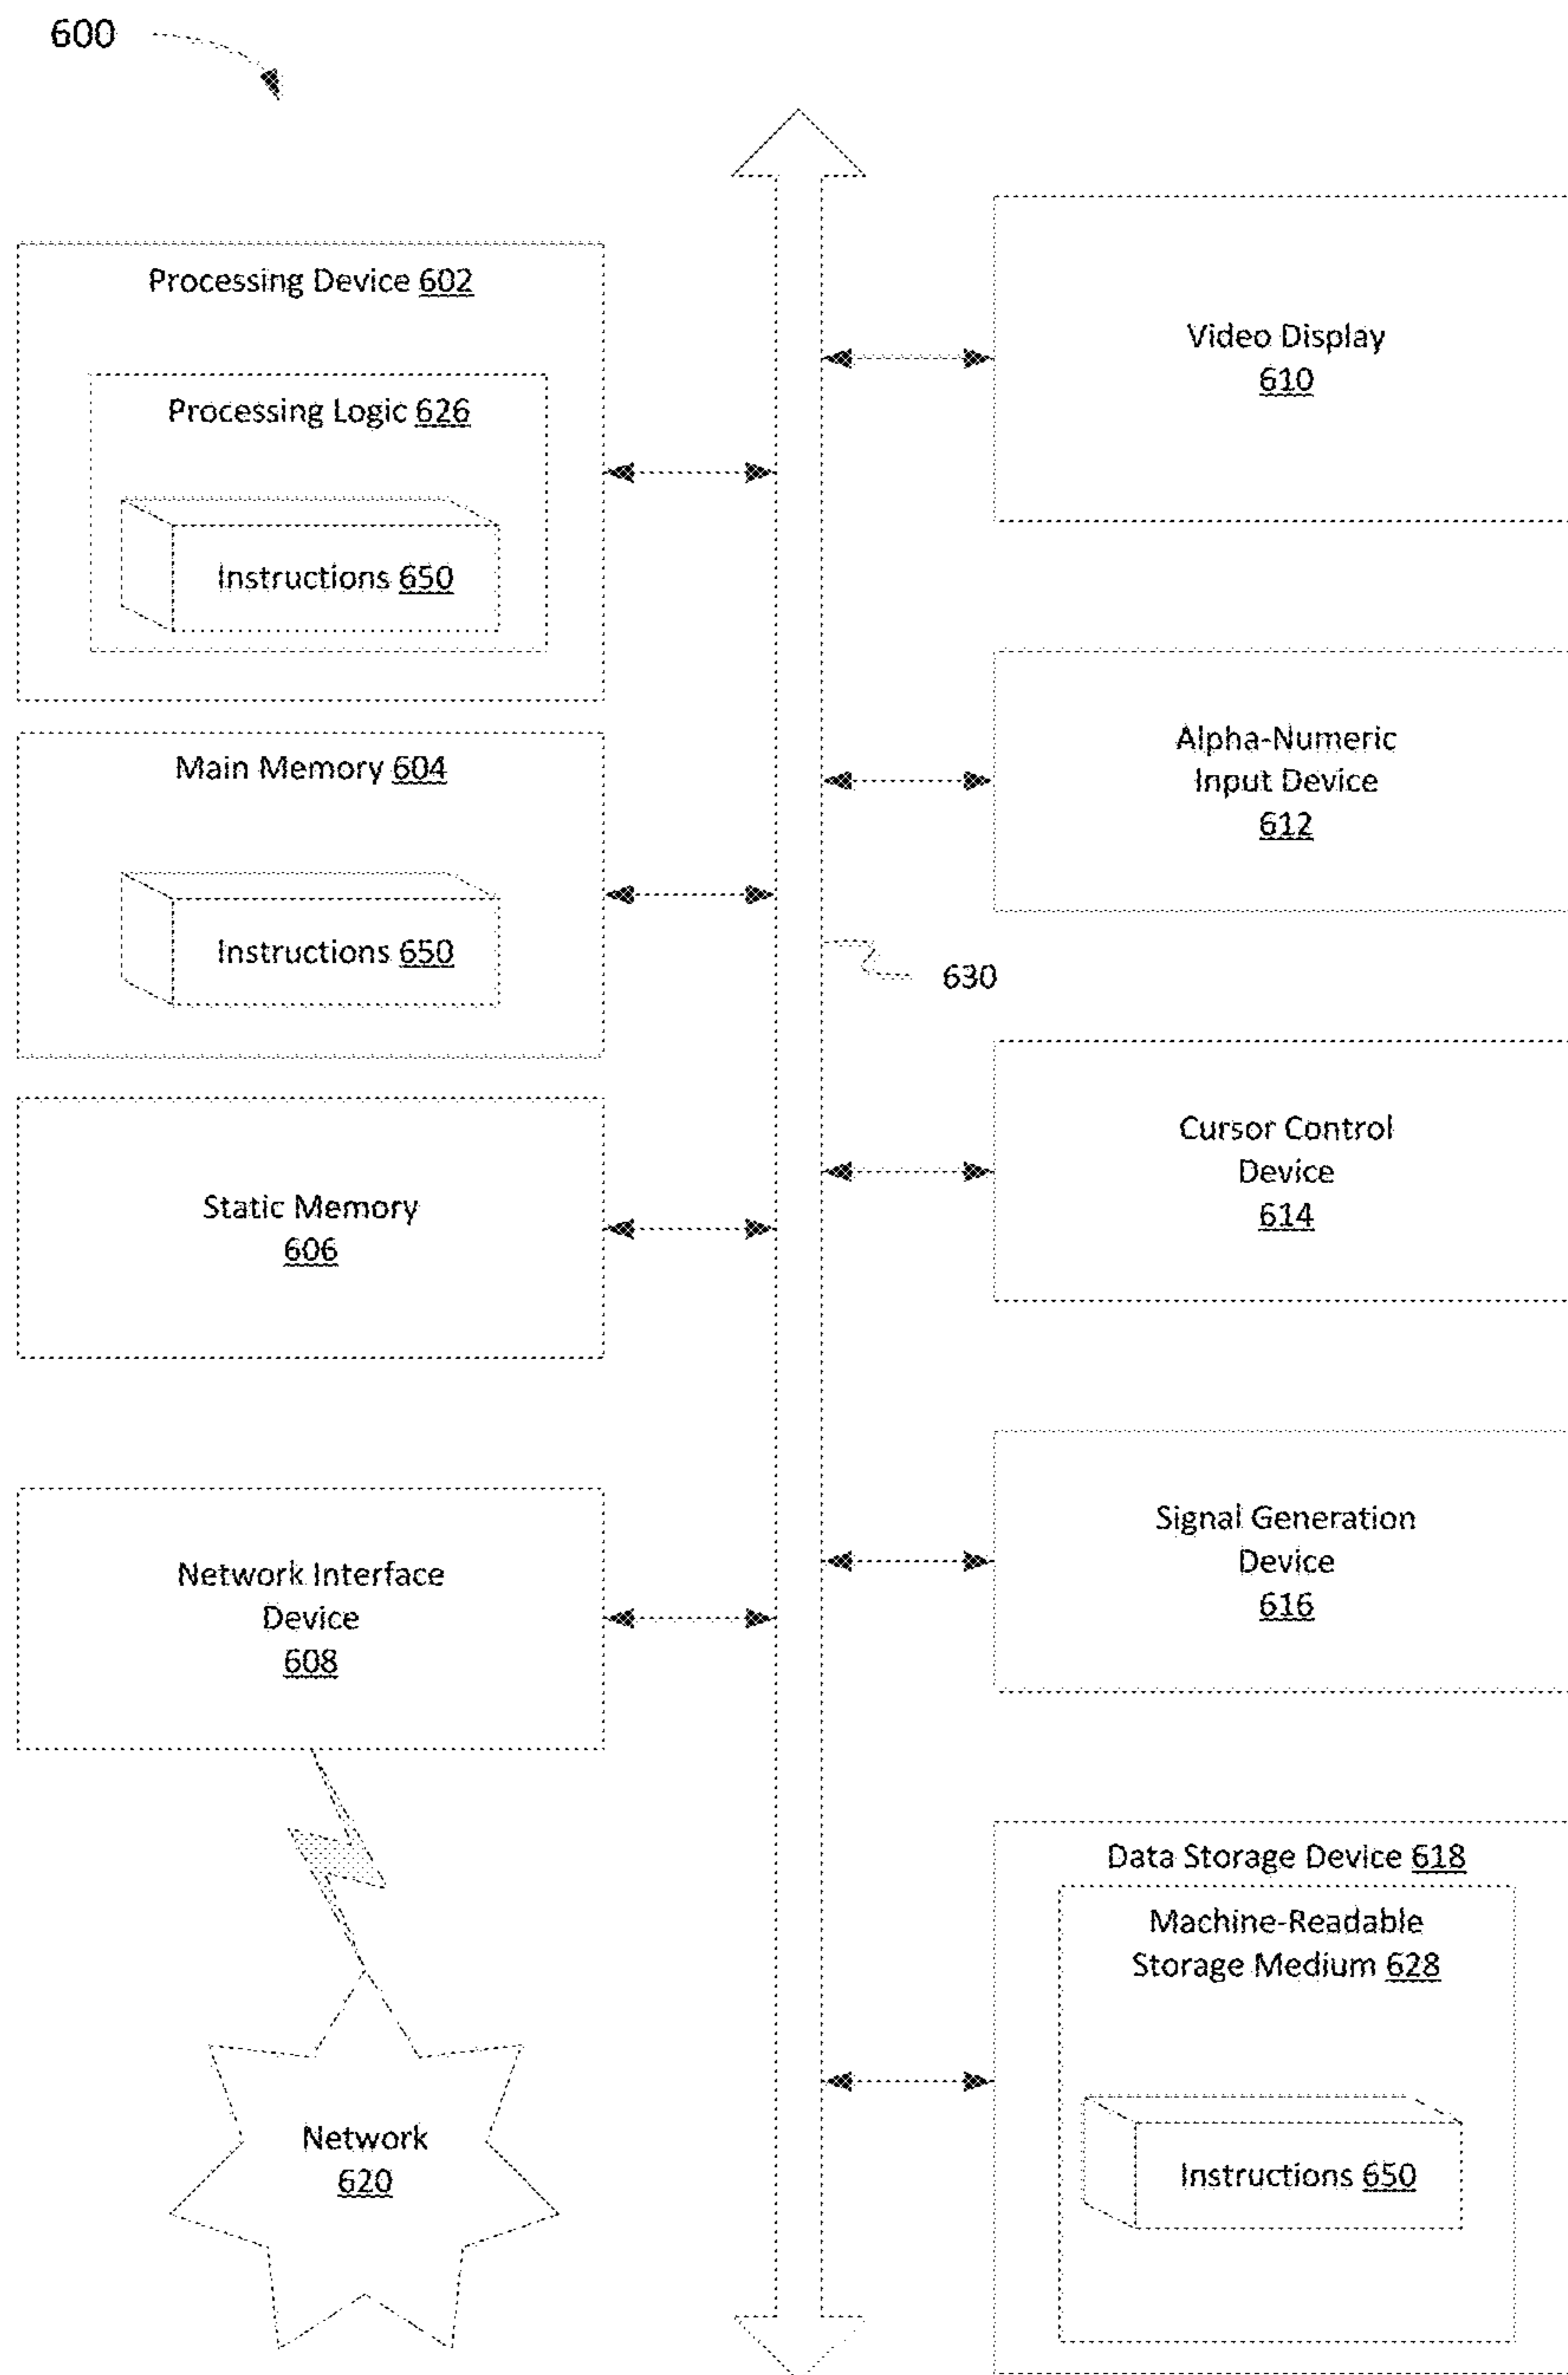 600
Processing Device 602
Processing Logic 626
Instructions 650
Main Memory 604
Instructions 650
Static Memory
606
Network Interface
Device
608
Network
620
Video Display
610
Alpha-Numeric
Input Device
612
630
Cursor Control
Device
614
Signal Generation
Device
616
Data Storage Device 618
Machine-Readable
Storage Medium 628
Instructions 650